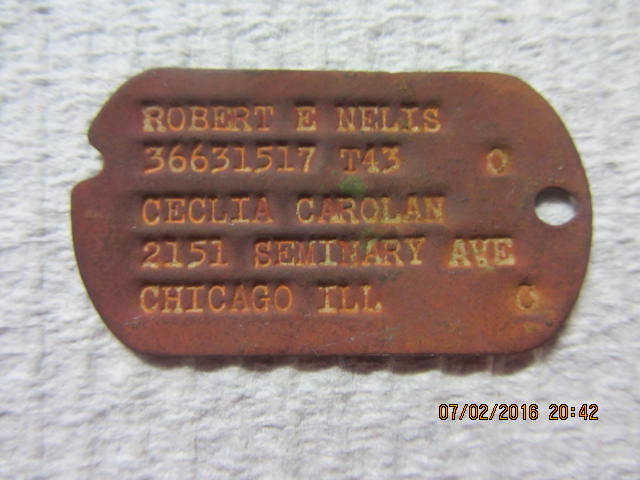 ROBERT E NELIS
36631517 T43 O
CECLIA CAROLAN
2151 SEMINARY AVE
CHICAGO ILL C
07/02/2016 20:42